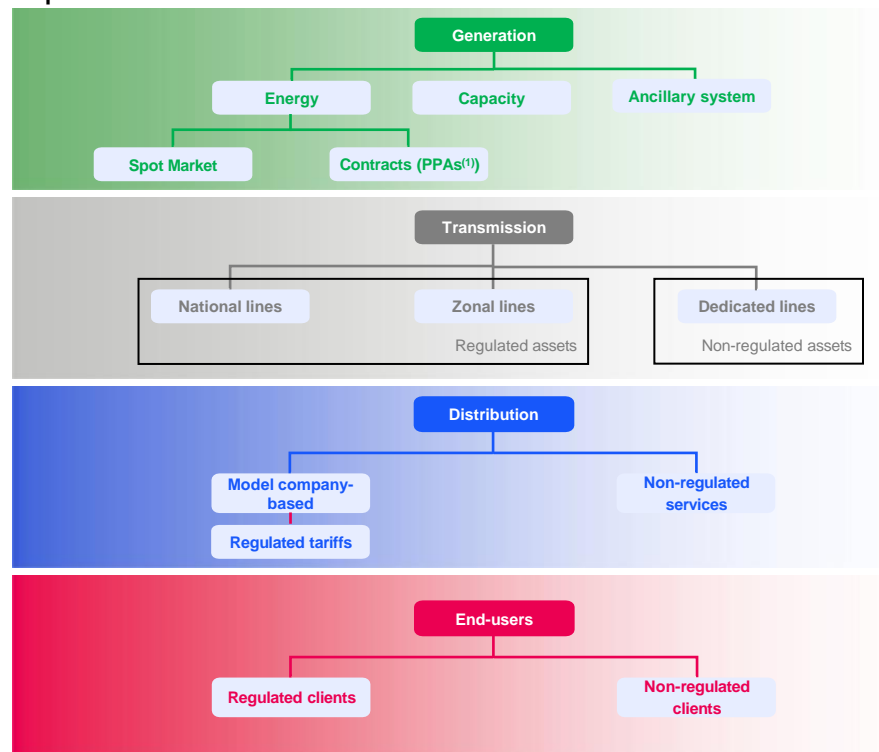 Generation
Energy
Capacity
Ancillary system
Spot Market
Contracts (PPAs(1))
Transmission
National lines
Zonal lines
Dedicated lines
Regulated assets
Non-regulated assets
Distribution
Model company-
based
Non-regulated
services
Regulated tariffs
End-users
Regulated clients
Non-regulated
clients